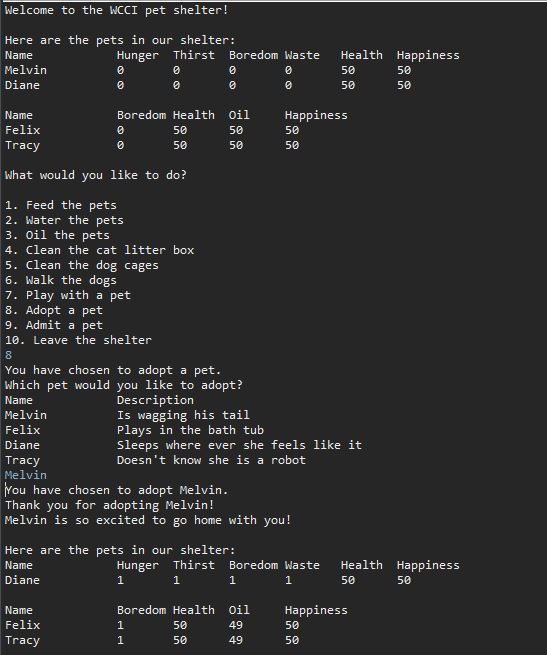 Welcome to the WCCI pet shelter!
Here are the pets in our shelter:
Name Hunger Thirst Boredom Waste Health Happiness
Melvin 0 0 0 0 50 50
Diane 0 0 0 0 50 50
Name Boredom Health Oil Happiness
Felix 0 50 50 50
Tracy 0 50 50 50
What would you like to do?
1. Feed the pets
2. Water the pets
3. Oil the pets
4. Clean the cat litter box
5. Clean the dog cages
6. Walk the dogs
7. Play with a pet
8. Adopt a pet
9. Admit a pet
10. Leave the shelter
8
You have chosen to adopt a pet.
Which pet would you like to adopt?
Name Description
Melvin Is wagging his tail
Felix Plays in the bath tub
Diane Sleeps where ever she feels like it
Tracy Doesn't know she is a robot
Melvin
You have chosen to adopt Melvin.
Thank you for adopting Melvin!
Melvin is so excited to go home with you!
Here are the pets in our shelter:
Name Hunger Thirst Boredom Waste Health Happiness
Diane 1 1 1 1 50 50
Name Boredom Health Oil Happiness
Felix 1 50 49 50
Tracy 1 50 49 50